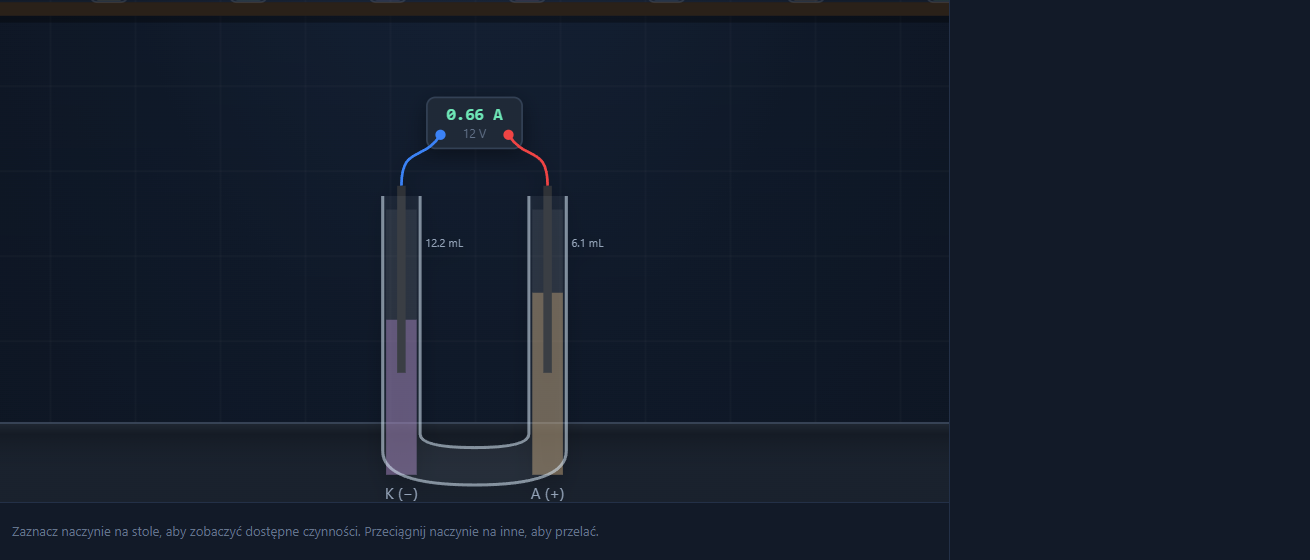 0.66 A
12 V
12.2 mL
6.1 mL
K (−)
A (+)
Zaznacz naczynie na stole, aby zobaczyć dostępne czynności. Przeciągnij naczynie na inne, aby przelać.